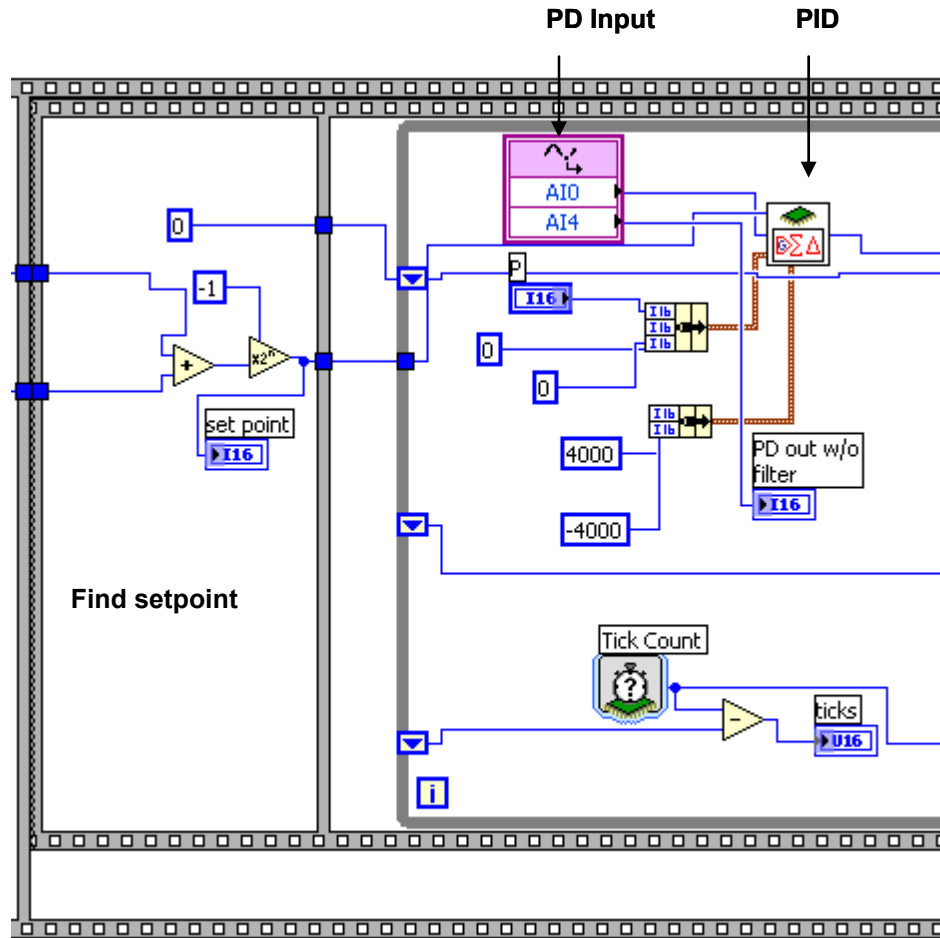 PD Input
PID
AI0
AI4
0
-1
P
I16
I16
I16
I16
0
0
+
x2^n
set point
I16
I16
I16
4000
-4000
PD out w/o
filter
I16
Find setpoint
Tick Count
?
-
ticks
U16
i